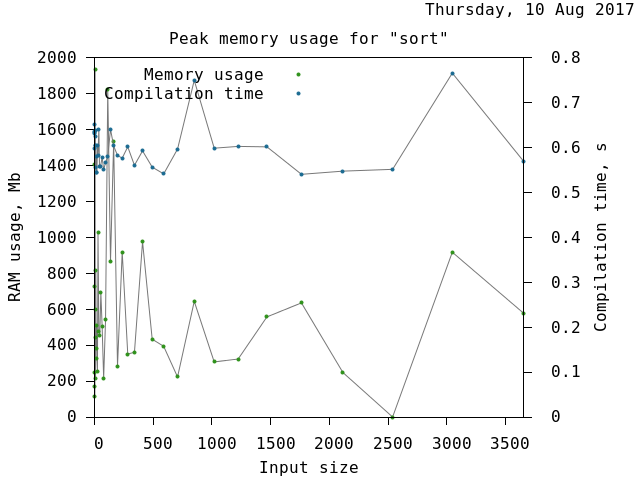 Thursday, 10 Aug 2017
Peak memory usage for "sort"
2000 0.8
Memory usage
1800 0.7
Compilation time
1600
0.6
1400
1200 0.5
1000 0.4
800
0.3
600
0.2
400
200 0.1
0 0
RAM usage, Mb
Compilation time, s
0 500 1000 1500 2000 2500 3000 3500
Input size